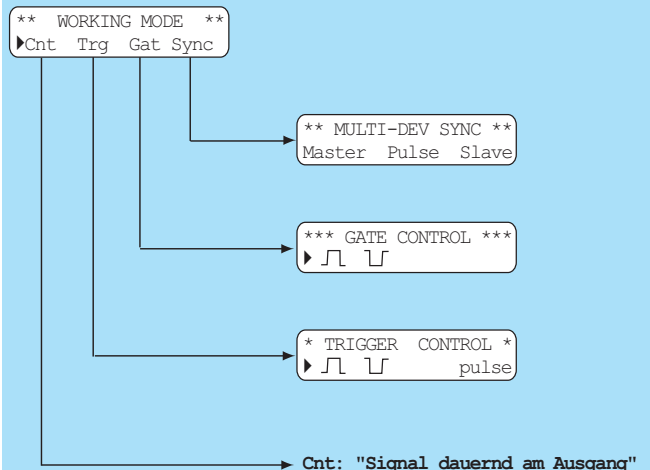 ** WORKING MODE **
Cnt Trg Gat Sync
** MULTI-DEV SYNC **
Master Pulse Slave
*** GATE CONTROL ***
* TRIGGER CONTROL *
pulse
Cnt: "Signal dauernd am Ausgang"